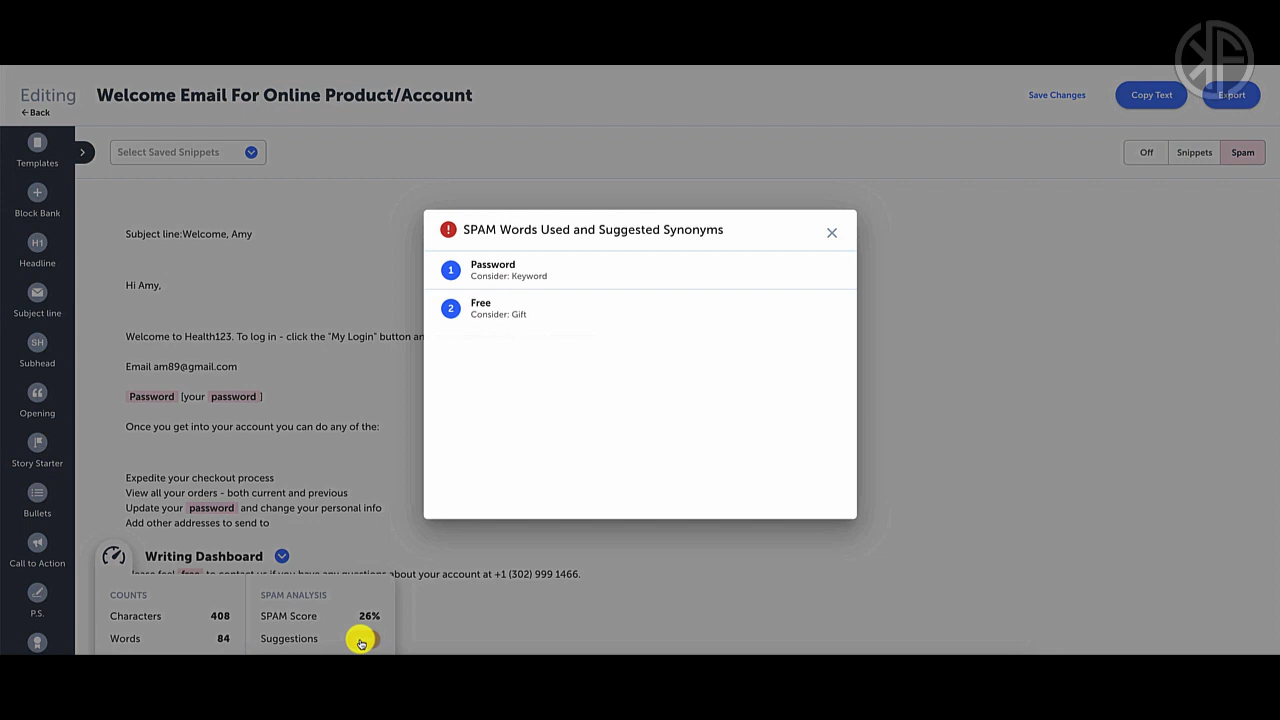 Editing
Welcome Email For Online Product/Account
Back
Save Changes
Copy Text
Export
Templates
Block Bank
H1
Headline
Subject line
SH
Subhead
Opening
Story Starter
Bullets
Call to Action
P.S.
Select Saved Snippets
Off
Snippets
Spam
Subject line:Welcome, Amy
Hi Amy,
Welcome to Health123. To log in - click the "My Login" button an
Email am89@gmail.com
Password [your password ]
Once you get into your account you can do any of the:
Expedite your checkout process
View all your orders - both current and previous
Update your password and change your personal info
Add other addresses to send to
free to contact us if you have any questions about your account at +1 (302) 999 1466.
SPAM Words Used and Suggested Synonyms
1
Password
Consider: Keyword
2
Free
Consider: Gift
Writing Dashboard
COUNTS
Characters 408
Words 84
SPAM ANALYSIS
SPAM Score 26%
Suggestions